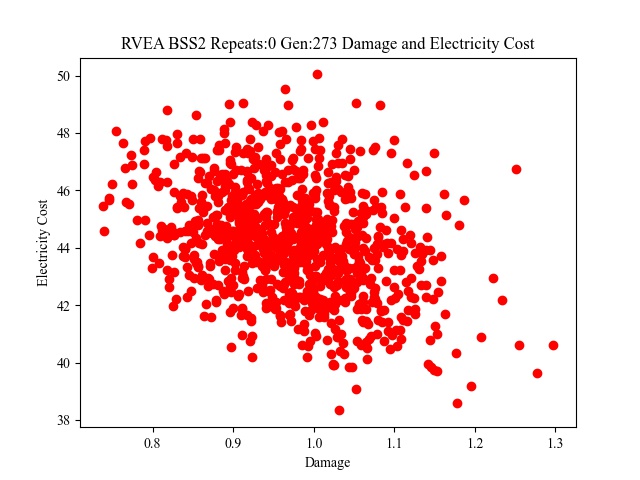 RVEA BSS2 Repeats:0 Gen:273 Damage and Electricity Cost
50
48
46
44
42
40
38
Electricity Cost
0.8 0.9 1.0 1.1 1.2 1.3
Damage